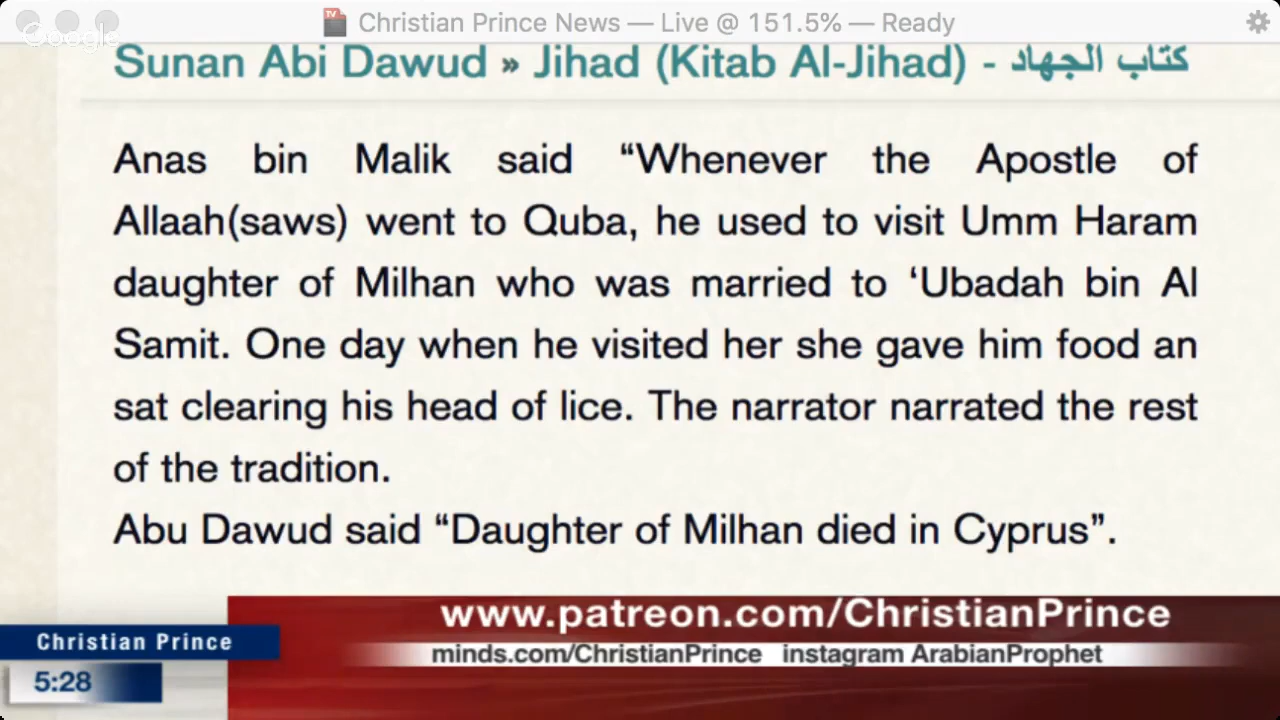 Christian Prince News — Live @ 151.5% — Ready
Google
TV
Sunan Abi Dawud » Jihad (Kitab Al-Jihad) - كتاب الجهاد
Anas bin Malik said “Whenever the Apostle of
Allaah(saws) went to Quba, he used to visit Umm Haram
daughter of Milhan who was married to ‘Ubadah bin Al
Samit. One day when he visited her she gave him food an
sat clearing his head of lice. The narrator narrated the rest
of the tradition.
Abu Dawud said “Daughter of Milhan died in Cyprus”.
www.patreon.com/ChristianPrince
Christian Prince
minds.com/ChristianPrince instagram ArabianProphet
5:28